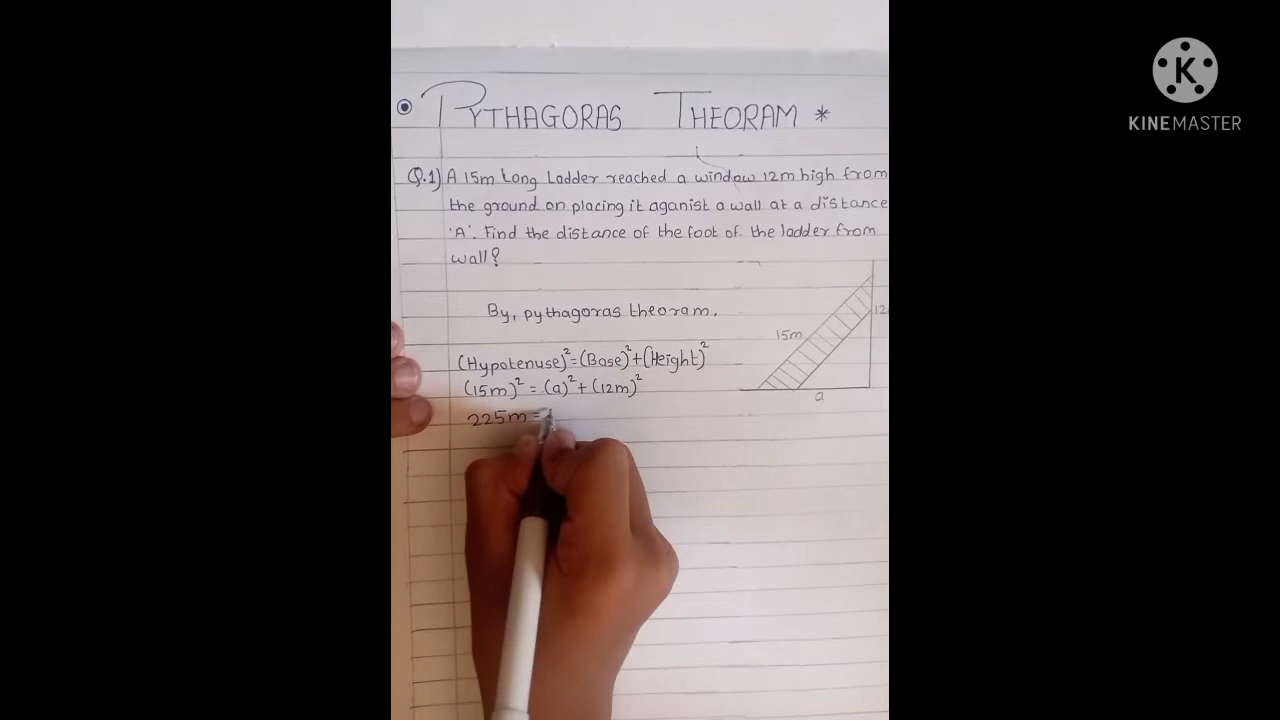 PYTHAGORAS THEORAM *
Q.1) A 15m Long Ladder reached a window 12m high from
the ground on placing it aganist a wall at a distance
'A'. Find the distance of the foot of the ladder from
wall?
By, pythagoras theoram.
(Hypotenuse)² = (Base)² + (Height)²
(15m)² = (a)² + (12m)²
225m =
15m
12
a
K
KINEMASTER